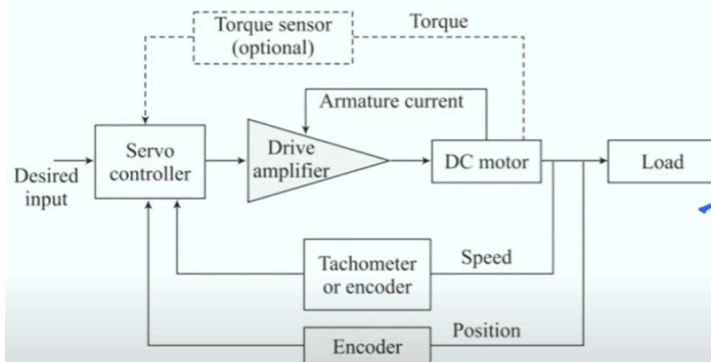 Torque sensor
(optional)
Torque
Armature current
Desired
input
Servo
controller
Drive
amplifier
DC motor
Load
Tachometer
or encoder
Speed
Encoder
Position